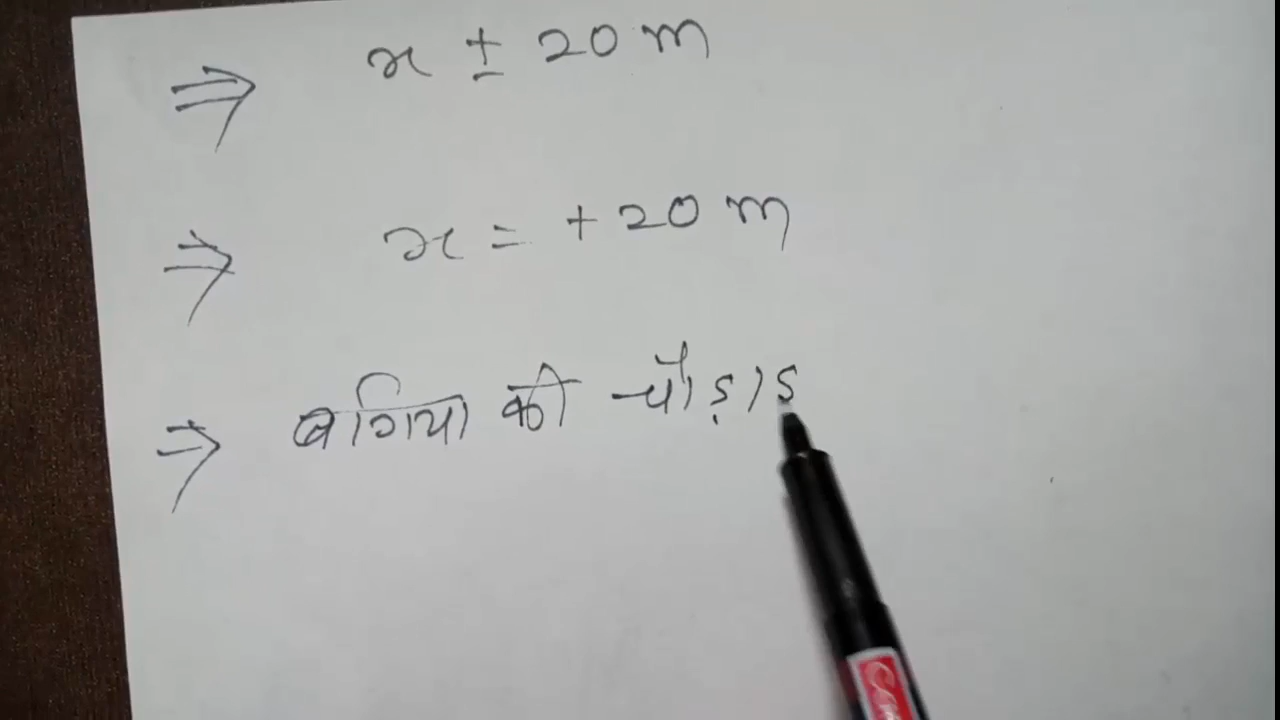 ⇒ x ± 20 m
⇒ x = + 20 m
⇒ बगिया की चौड़ाइ